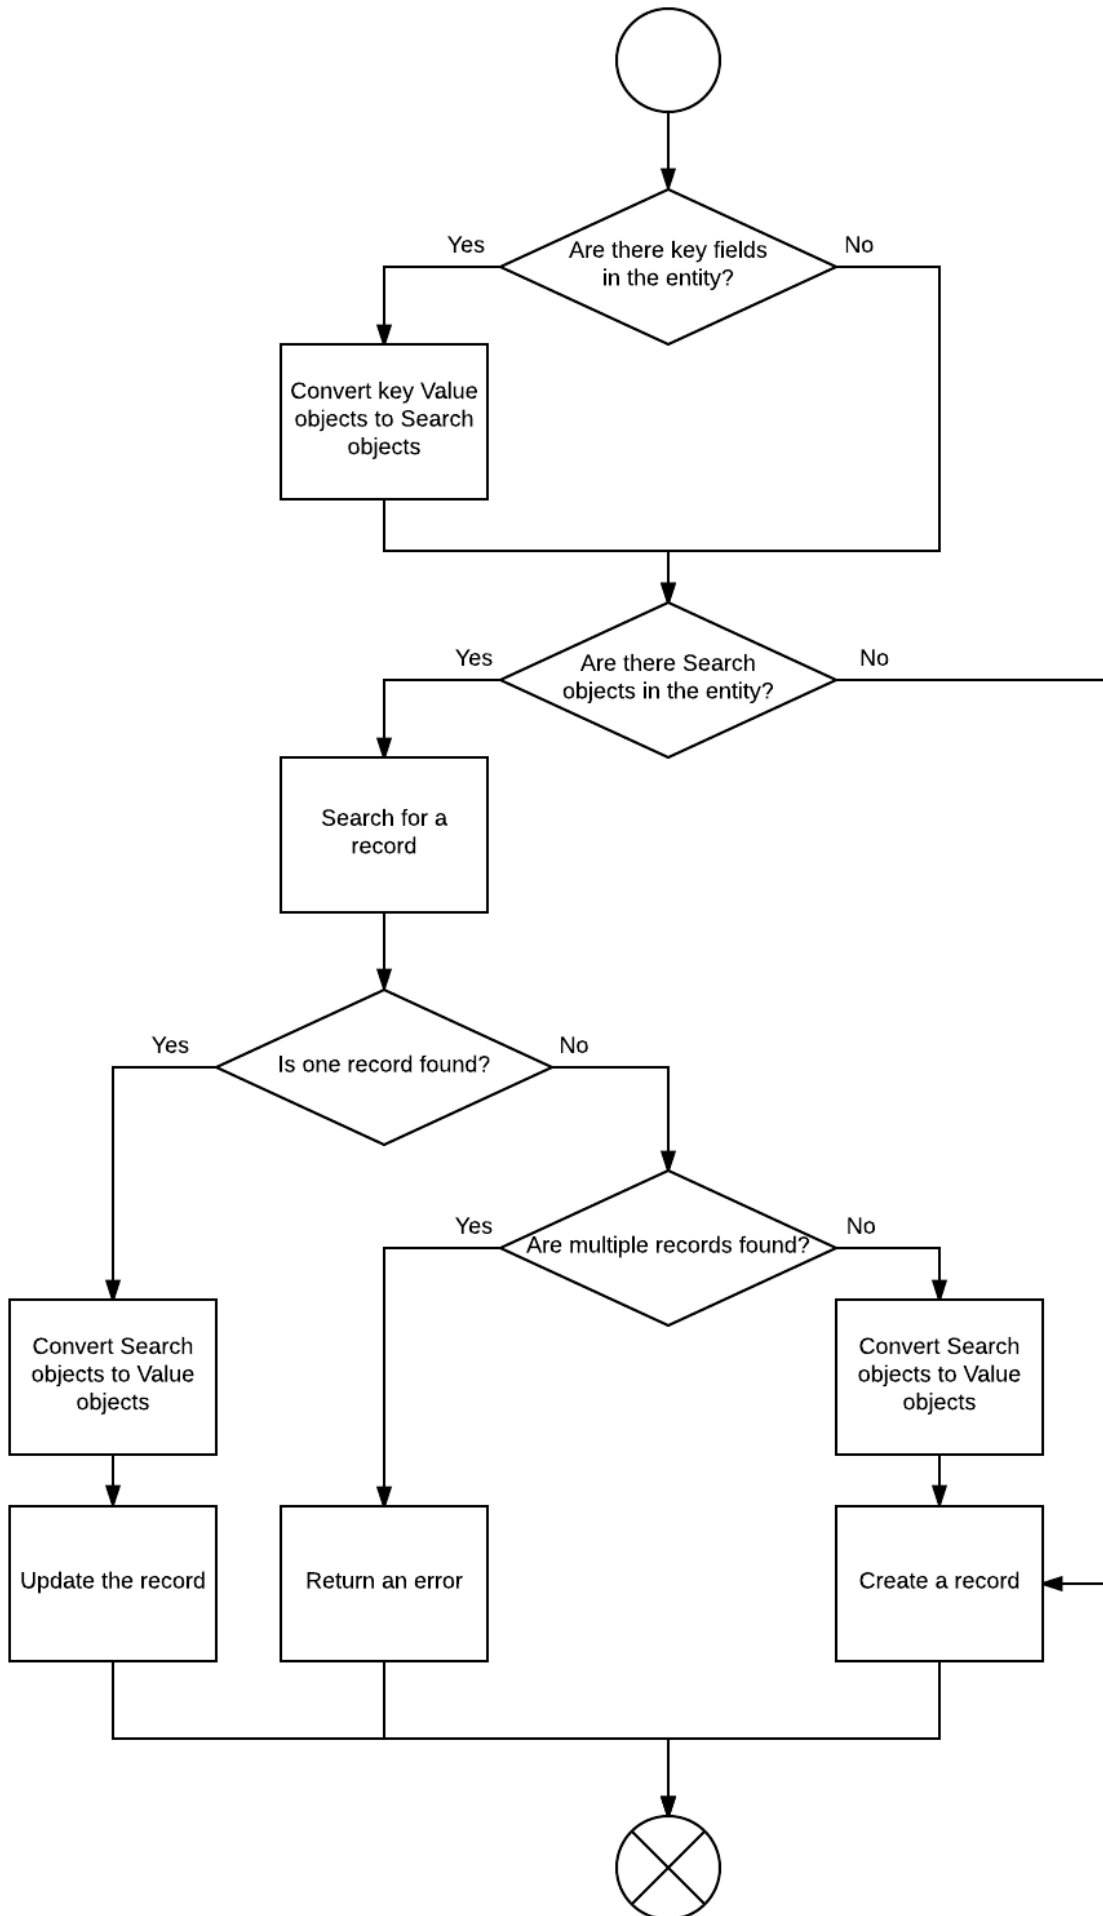 Yes
Are there key fields
in the entity?
No
Convert key Value
objects to Search
objects
Yes
Are there Search
objects in the entity?
No
Search for a
record
Yes
Is one record found?
No
Yes
Are multiple records found?
No
Convert Search
objects to Value
objects
Convert Search
objects to Value
objects
Update the record
Return an error
Create a record